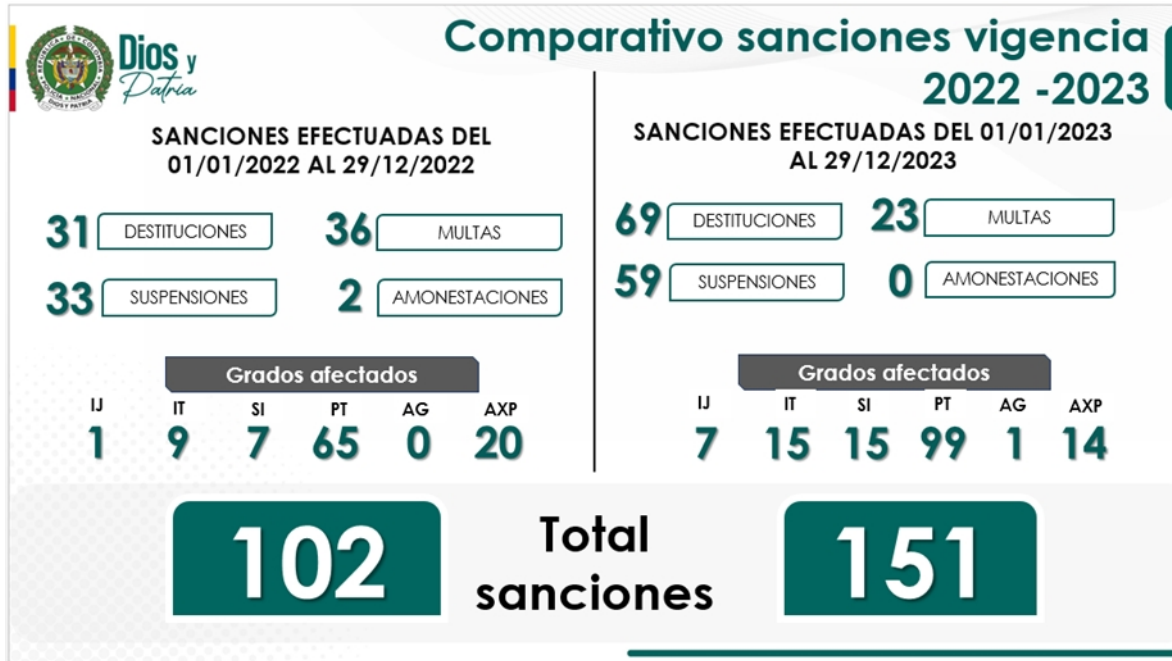 Dios y
Patria
Comparativo sanciones vigencia
2022 -2023
SANCIONES EFECTUADAS DEL
01/01/2022 AL 29/12/2022
31 DESTITUCIONES 36 MULTAS
33 SUSPENSIONES 2 AMONESTACIONES
Grados afectados
IJ IT SI PT AG AXP
1 9 7 65 0 20
SANCIONES EFECTUADAS DEL 01/01/2023
AL 29/12/2023
69 DESTITUCIONES 23 MULTAS
59 SUSPENSIONES 0 AMONESTACIONES
Grados afectados
IJ IT SI PT AG AXP
7 15 15 99 1 14
102 Total
sanciones 151